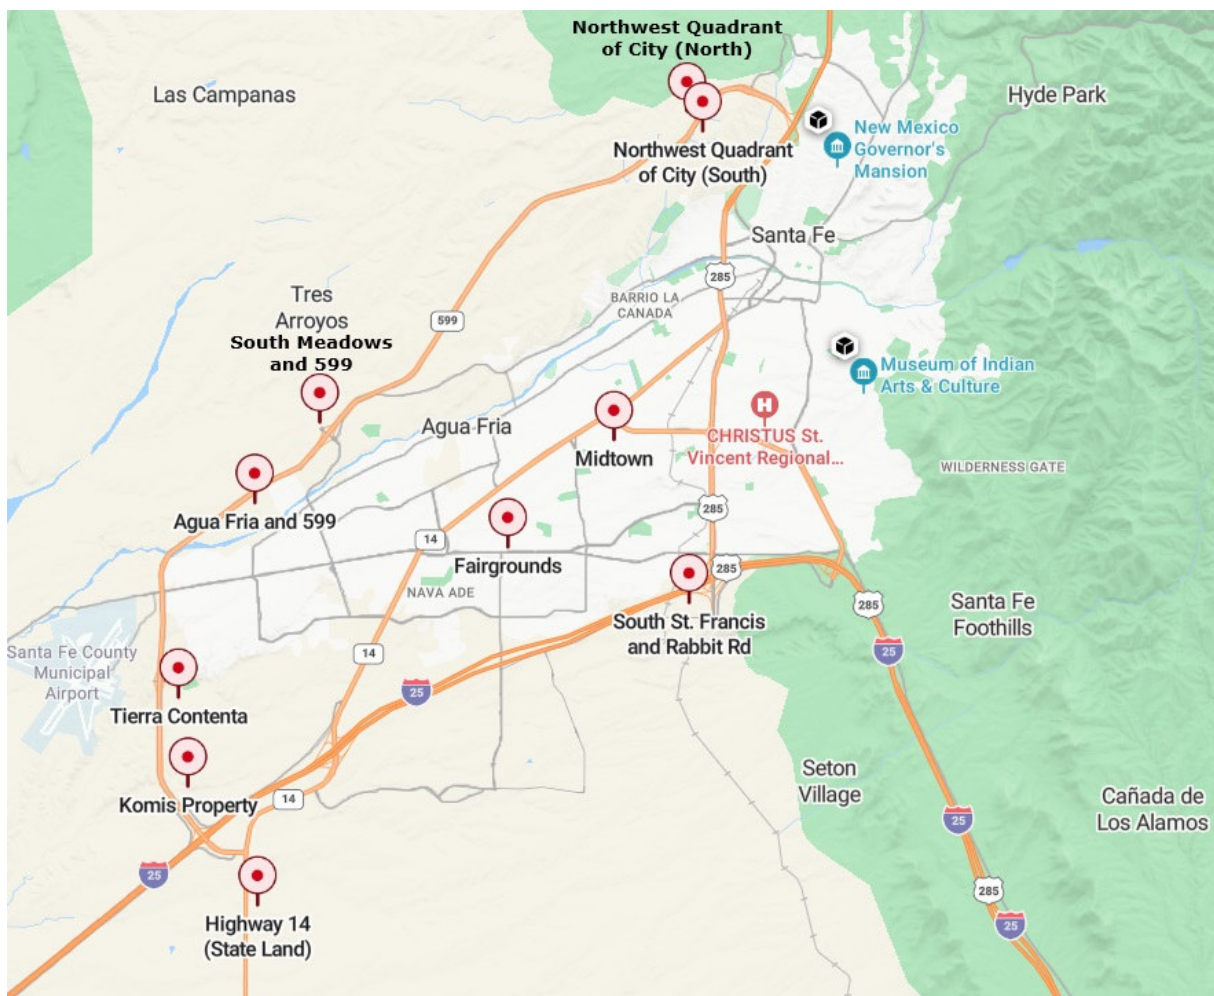 Northwest Quadrant
of City (North)
Las Campanas
Hyde Park
New Mexico
Governor's
Mansion
Northwest Quadrant
of City (South)
Santa Fe
285
BARRIO LA
CANADA
Tres
Arroyos
599
South Meadows
and 599
Museum of Indian
Arts & Culture
H
Agua Fria
CHRISTUS St.
Vincent Regional...
Midtown
WILDERNESS GATE
Agua Fria and 599
285
14
Fairgrounds
285
NAVA ADE
285
Santa Fe
Foothills
South St. Francis
and Rabbit Rd
Santa Fe County
Municipal
Airport
14
25
25
Tierra Contenta
Seton
Village
Komis Property
14
Cañada de
Los Alamos
25
25
285
Highway 14
(State Land)
25